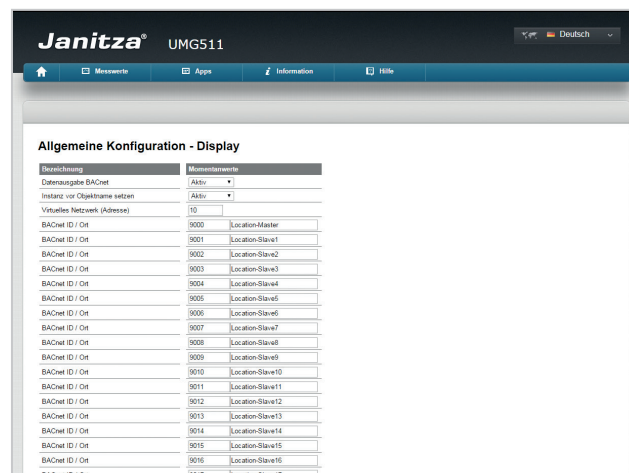 Janitza® UMG511
Deutsch
Messwerte Apps Information Hilfe
Allgemeine Konfiguration - Display
Bezeichnung Momentanwerte
Datenausgabe BACnet Aktiv
Instanz vor Objektname setzen Aktiv
Virtuelles Netzwerk (Adresse) 10
BACnet ID / Ort 9000 Location-Master
BACnet ID / Ort 9001 Location-Slave1
BACnet ID / Ort 9002 Location-Slave2
BACnet ID / Ort 9003 Location-Slave3
BACnet ID / Ort 9004 Location-Slave4
BACnet ID / Ort 9005 Location-Slave5
BACnet ID / Ort 9006 Location-Slave6
BACnet ID / Ort 9007 Location-Slave7
BACnet ID / Ort 9008 Location-Slave8
BACnet ID / Ort 9009 Location-Slave9
BACnet ID / Ort 9010 Location-Slave10
BACnet ID / Ort 9011 Location-Slave11
BACnet ID / Ort 9012 Location-Slave12
BACnet ID / Ort 9013 Location-Slave13
BACnet ID / Ort 9014 Location-Slave14
BACnet ID / Ort 9015 Location-Slave15
BACnet ID / Ort 9016 Location-Slave16